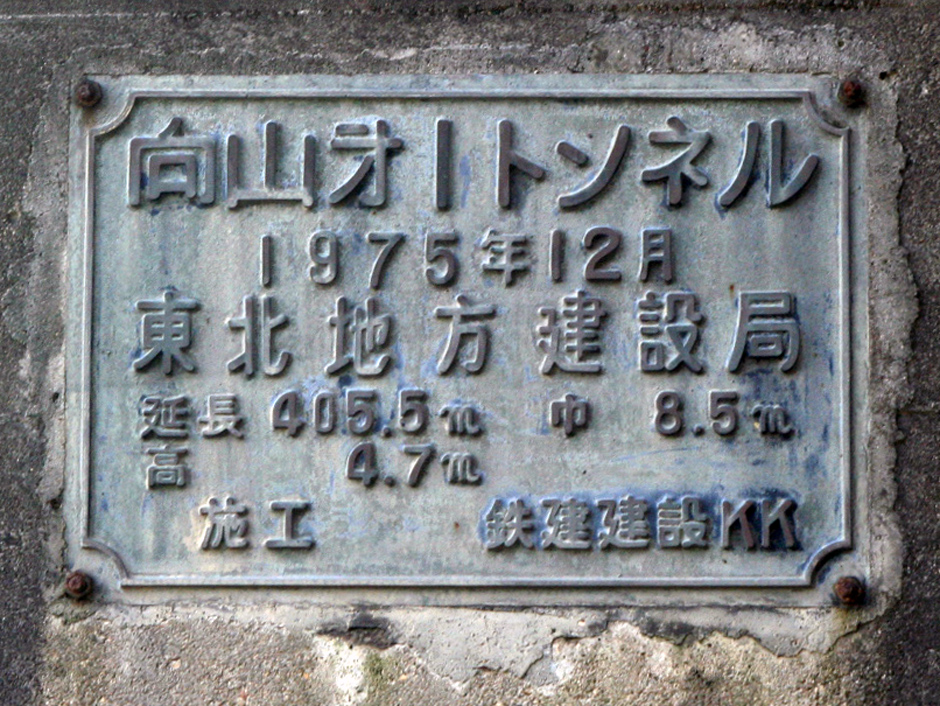 向山㐧1トンネル
1975年12月
東北地方建設局
延長 405.5m 巾 8.5m
高 4.7m
施工 鉄建建設KK